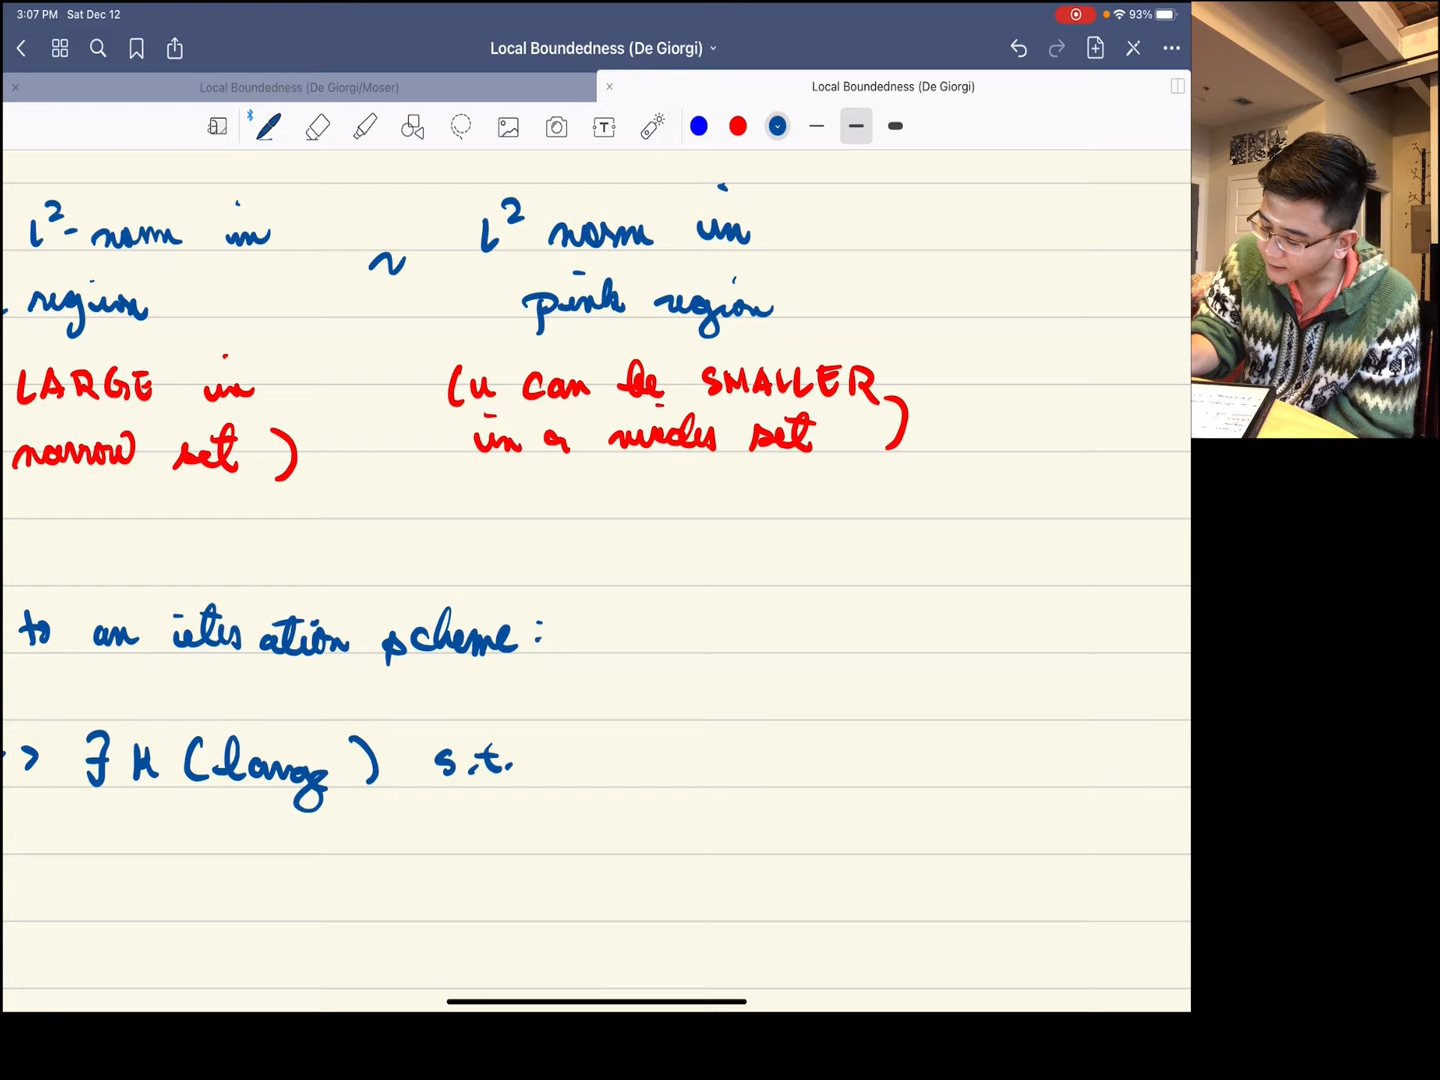 3:07 PM Sat Dec 12
93%
Local Boundedness (De Giorgi)
Local Boundedness (De Giorgi/Moser)
Local Boundedness (De Giorgi)
L²-norm in ~ L² norm in
region pink region
LARGE in (u can be SMALLER
narrow set) in a wider set)
to an iteration scheme:
> ∃ K (large) s.t.